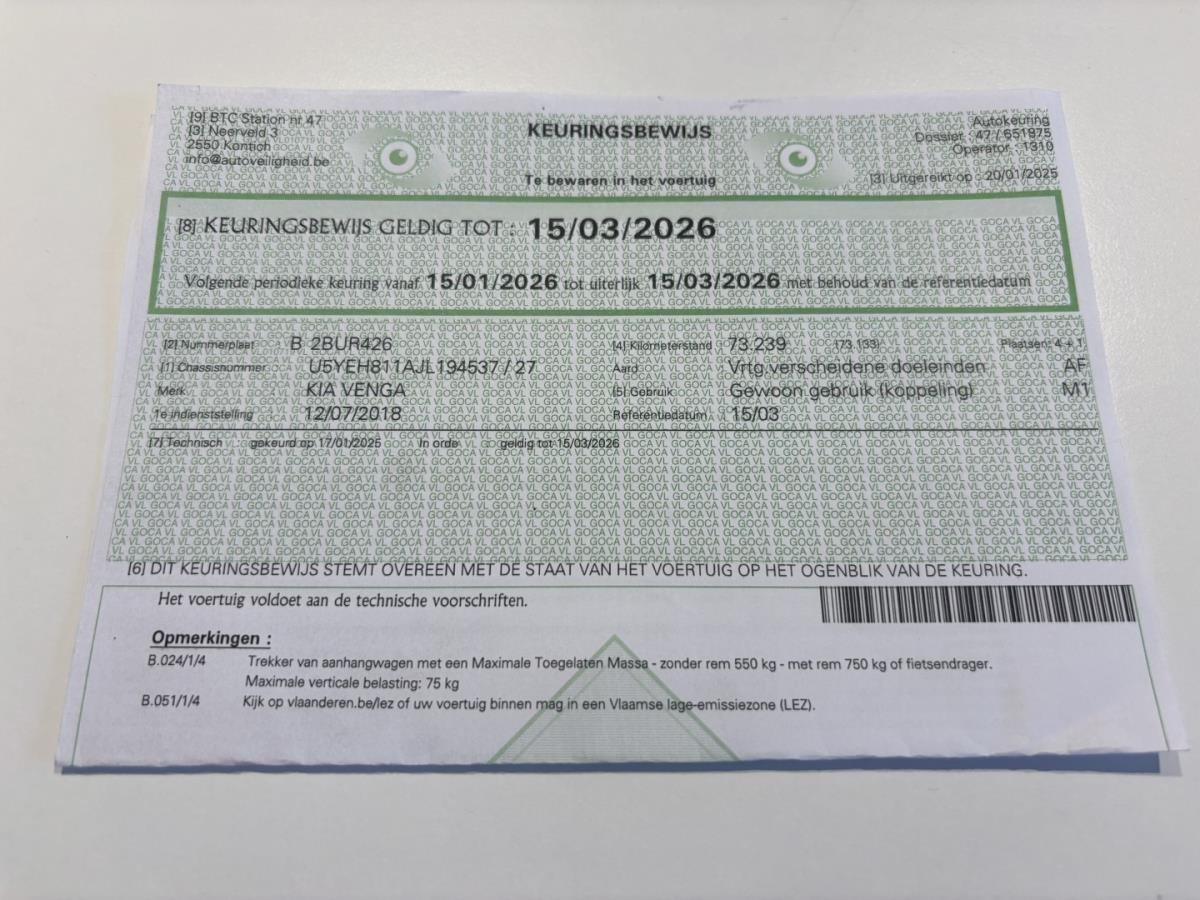 [9] BTC Station nr 47
[3] Neerveld 3
2550 Kontich
info@autoveiligheid.be
KEURINGSBEWIJS
Te bewaren in het voertuig
Autokeuring
Dossier : 47 / 651875
Operator : 1310
[3] Uitgereikt op : 20/01/2025
[8] KEURINGSBEWIJS GELDIG TOT : 15/03/2026
Volgende periodieke keuring vanaf 15/01/2026 tot uiterlijk 15/03/2026 met behoud van de referentiedatum
[2] Nummerplaat B 2BUR426 [4] Kilometerstand 73.239 (73.133) Plaatsen: 4 + 1
[1] Chassisnummer U5YEH811AJL194537 / 27 Aard Vrtg.verscheidene doeleinden AF
Merk KIA VENGA [5] Gebruik Gewoon gebruik (koppeling) M1
1e indienststelling 12/07/2018 Referentiedatum 15/03
[7] Technisch gekeurd op 17/01/2025 In orde geldig tot 15/03/2026
[6] DIT KEURINGSBEWIJS STEMT OVEREEN MET DE STAAT VAN HET VOERTUIG OP HET OGENBLIK VAN DE KEURING.
Het voertuig voldoet aan de technische voorschriften.
Opmerkingen :
B.024/1/4 Trekker van aanhangwagen met een Maximale Toegelaten Massa - zonder rem 550 kg - met rem 750 kg of fietsendrager.
Maximale verticale belasting: 75 kg
B.051/1/4 Kijk op vlaanderen.be/lez of uw voertuig binnen mag in een Vlaamse lage-emissiezone (LEZ).